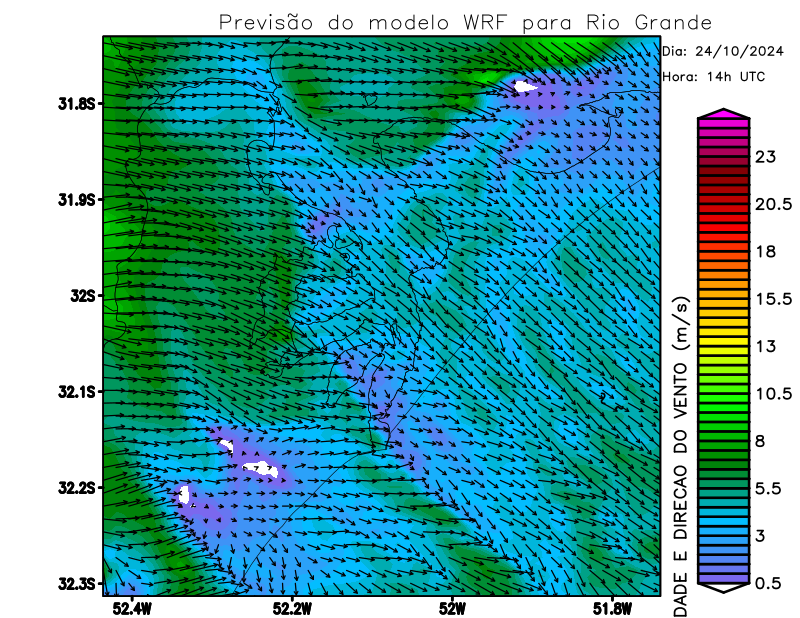 Previsão do modelo WRF para Rio Grande
Dia: 24/10/2024
Hora: 14h UTC
31.8S
31.9S
32S
32.1S
32.2S
32.3S
52.4W
52.2W
52W
51.8W
23
20.5
18
15.5
13
10.5
8
5.5
3
0.5
DADE E DIRECAO DO VENTO (m/s)